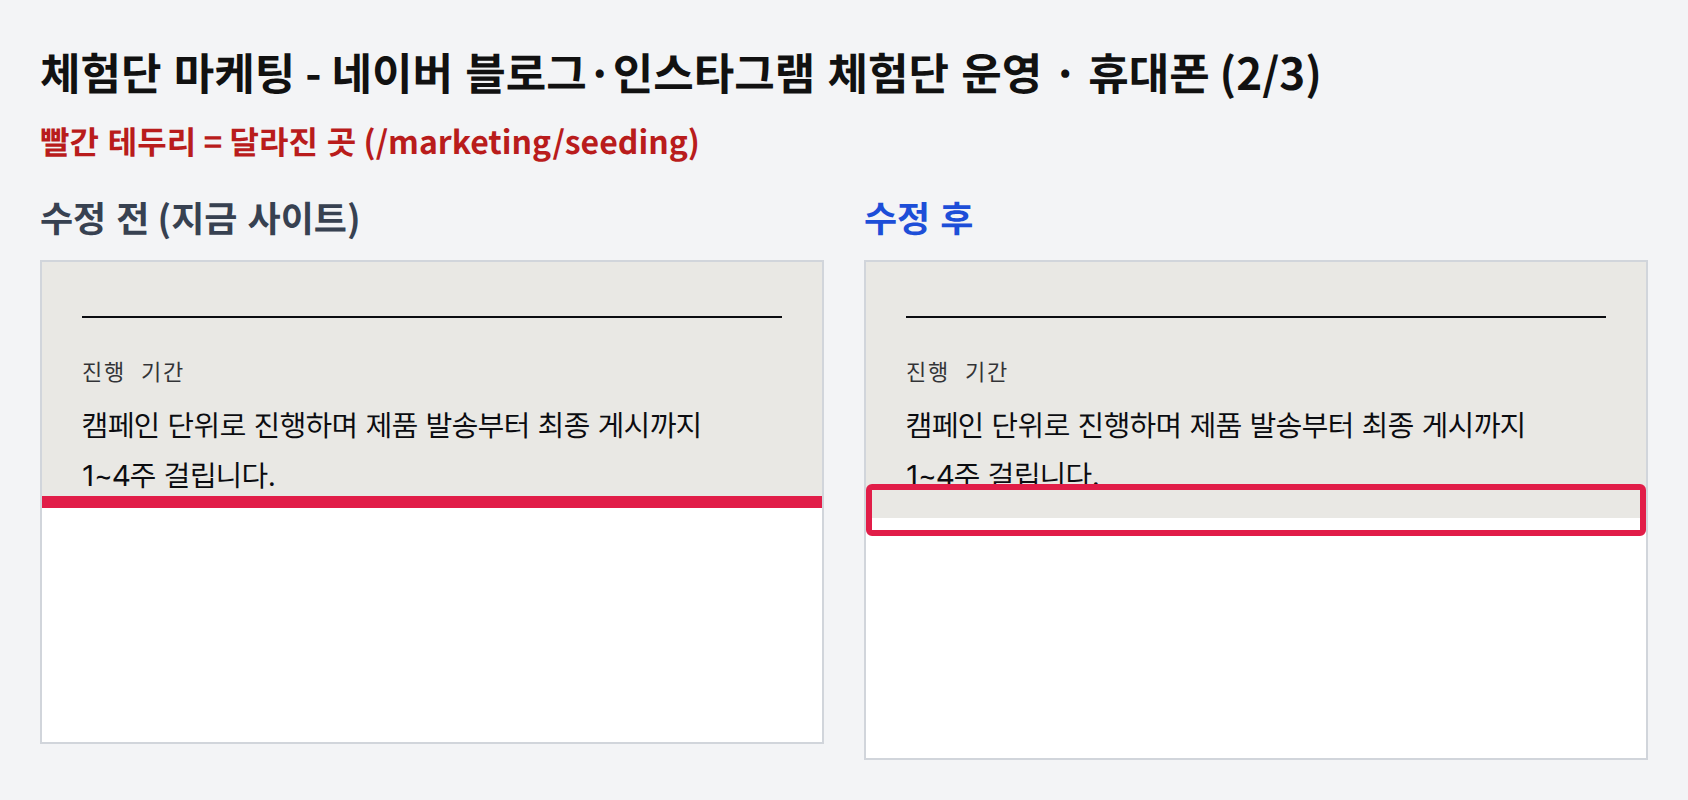 체험단 마케팅 - 네이버 블로그·인스타그램 체험단 운영 · 휴대폰 (2/3)
빨간 테두리 = 달라진 곳 (/marketing/seeding)
수정 전 (지금 사이트)
진행 기간
캠페인 단위로 진행하며 제품 발송부터 최종 게시까지
1~4주 걸립니다.
수정 후
진행 기간
캠페인 단위로 진행하며 제품 발송부터 최종 게시까지
1~4주 걸립니다.